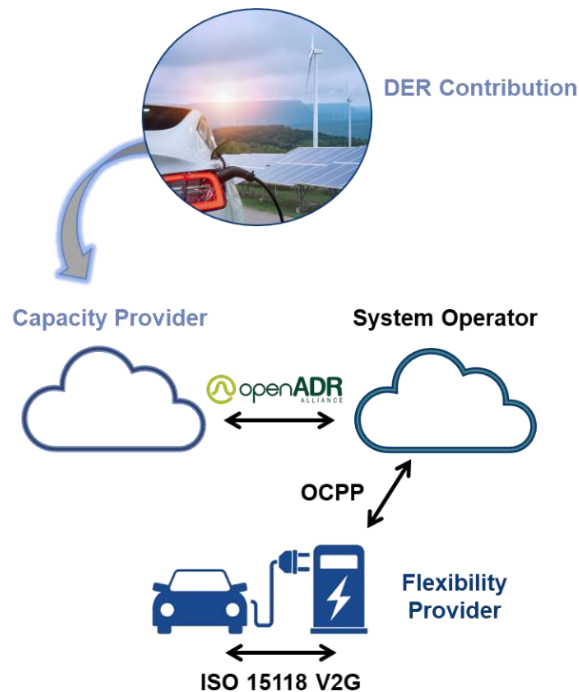 DER Contribution
Capacity Provider
System Operator
openADR
ALLIANCE
OCPP
Flexibility
Provider
ISO 15118 V2G